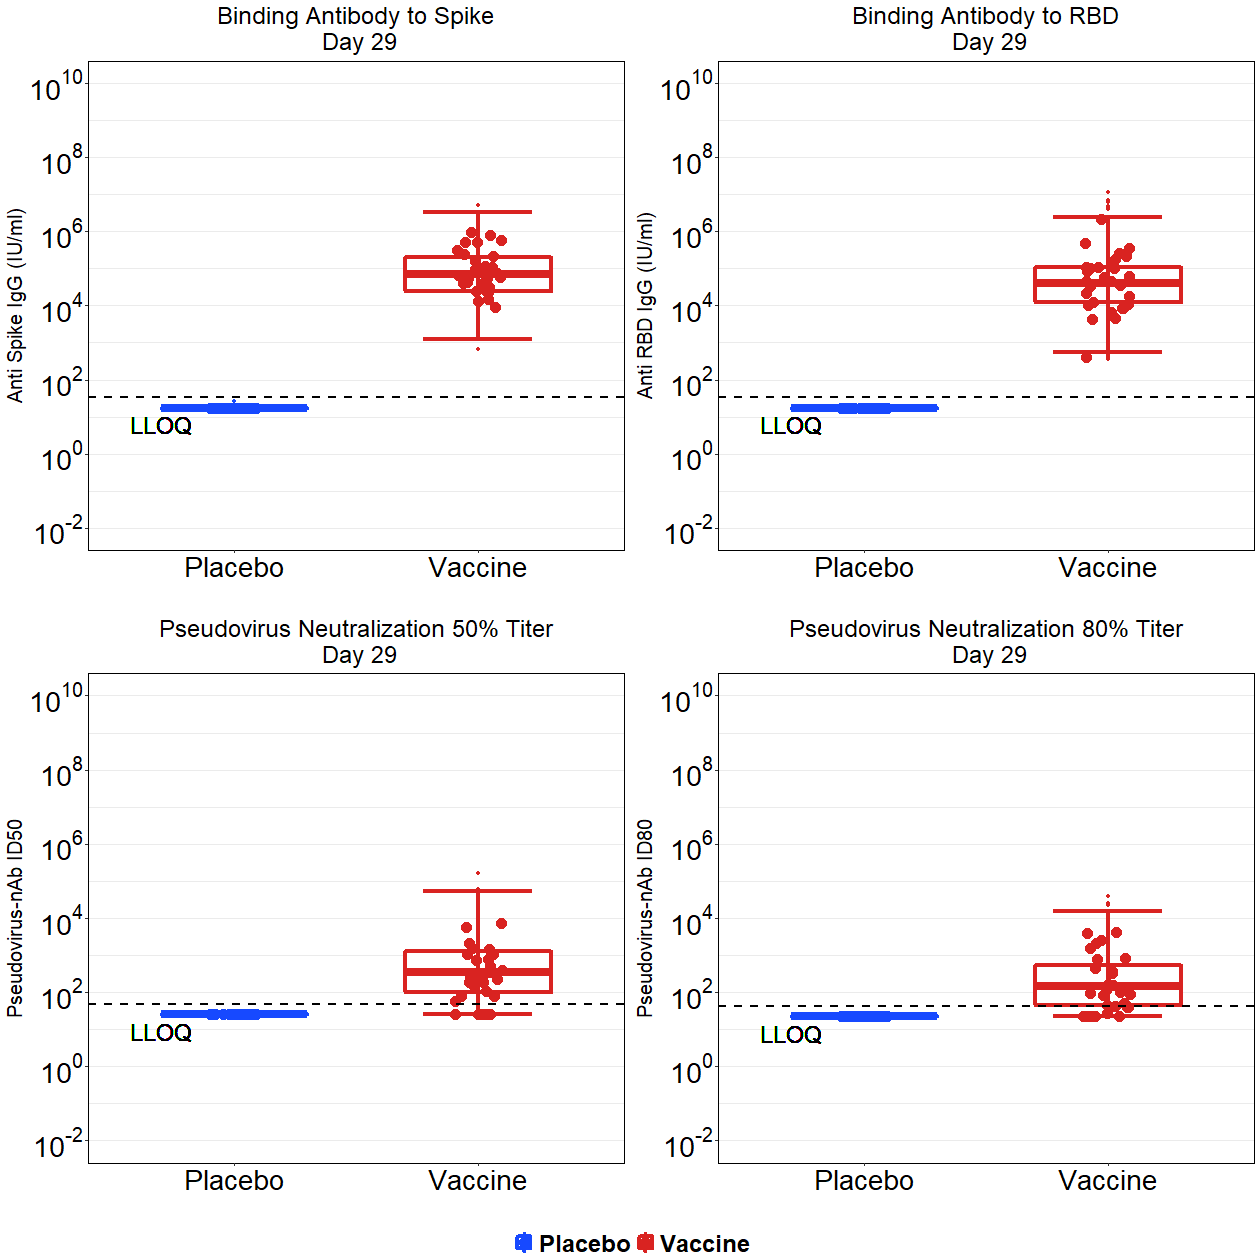 Binding Antibody to Spike
Day 29
Anti Spike IgG (IU/ml)
10^10
10^8
10^6
10^4
10^2
10^0
10^-2
LLOQ
Placebo
Vaccine
Binding Antibody to RBD
Day 29
Anti RBD IgG (IU/ml)
10^10
10^8
10^6
10^4
10^2
10^0
10^-2
LLOQ
Placebo
Vaccine
Pseudovirus Neutralization 50% Titer
Day 29
Pseudovirus-nAb ID50
10^10
10^8
10^6
10^4
10^2
10^0
10^-2
LLOQ
Placebo
Vaccine
Pseudovirus Neutralization 80% Titer
Day 29
Pseudovirus-nAb ID80
10^10
10^8
10^6
10^4
10^2
10^0
10^-2
LLOQ
Placebo
Vaccine
Placebo Vaccine